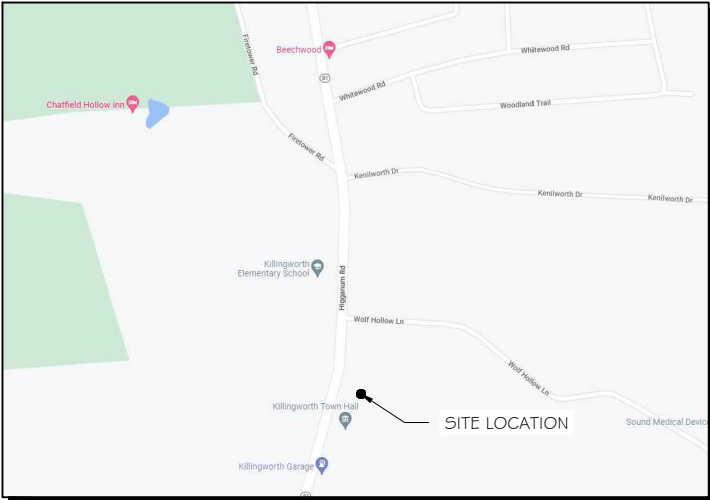 Firetower Rd
Beechwood
81
Whitewood Rd
Whitewood Rd
Chatfield Hollow Inn
Woodland Trail
Firetower Rd
Kenilworth Dr
Kenilworth Dr
Kenilworth Dr
Killingworth
Elementary School
Higganum Rd
Wolf Hollow Ln
Wolf Hollow Ln
Killingworth Town Hall
SITE LOCATION
Sound Medical Device
Killingworth Garage